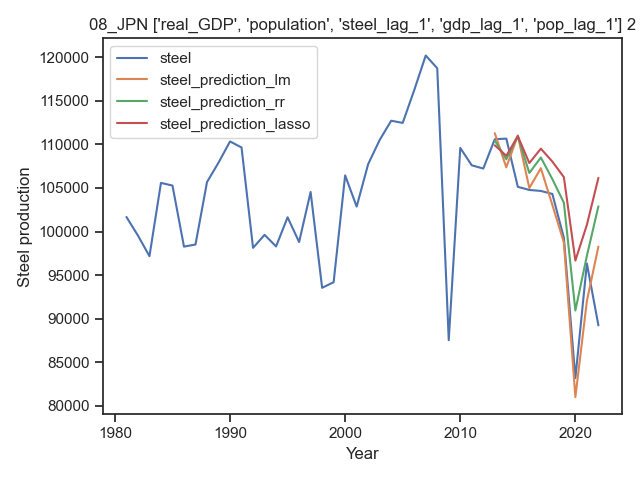 08_JPN ['real_GDP', 'population', 'steel_lag_1', 'gdp_lag_1', 'pop_lag_1'] 2
steel
steel_prediction_lm
steel_prediction_rr
steel_prediction_lasso
Steel production
120000
115000
110000
105000
100000
95000
90000
85000
80000
1980 1990 2000 2010 2020
Year